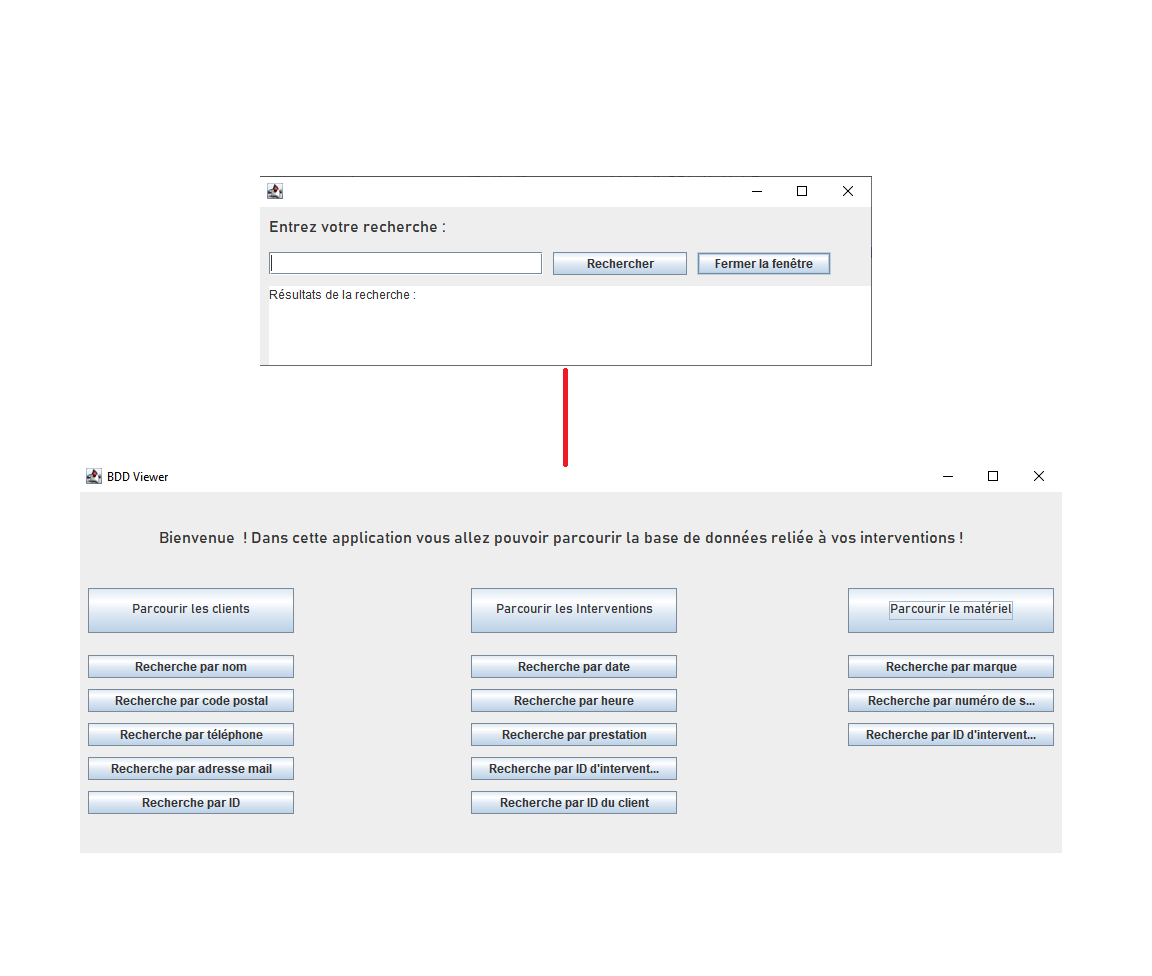 Entrez votre recherche :
Rechercher
Fermer la fenêtre
Résultats de la recherche :
BDD Viewer
Bienvenue  ! Dans cette application vous allez pouvoir parcourir la base de données reliée à vos interventions !
Parcourir les clients
Parcourir les Interventions
Parcourir le matériel
Recherche par nom
Recherche par date
Recherche par marque
Recherche par code postal
Recherche par heure
Recherche par numéro de s...
Recherche par téléphone
Recherche par prestation
Recherche par ID d'intervent...
Recherche par adresse mail
Recherche par ID d'intervent...
Recherche par ID
Recherche par ID du client